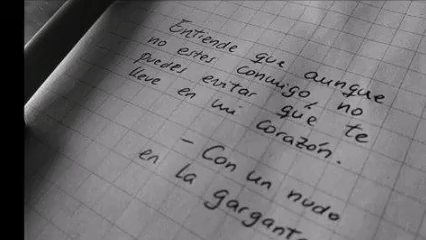 Entiende que aunque
no estes conmigo, no
puedes evitar que te
lleve en mi corazón.
- Con un nudo
en la garganta